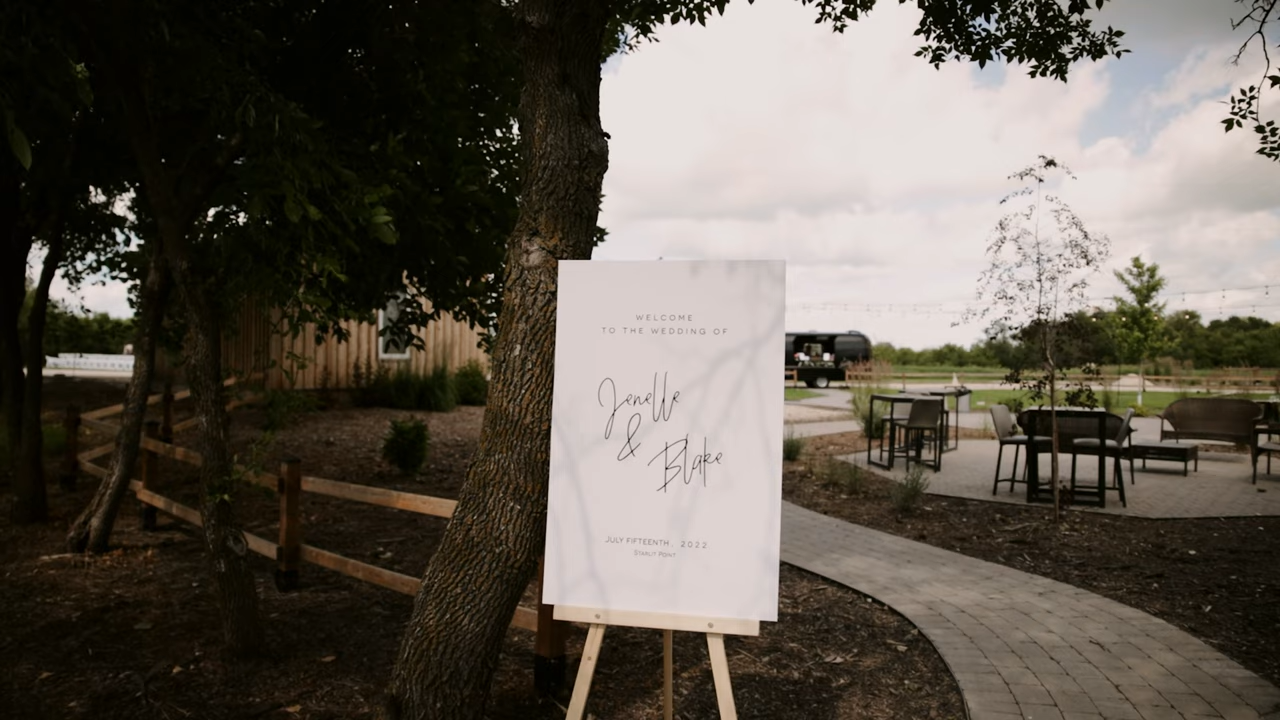 WELCOME
TO THE WEDDING OF
Jenelle
&
Blake
JULY FIFTEENTH, 2022
STARLIT POINT